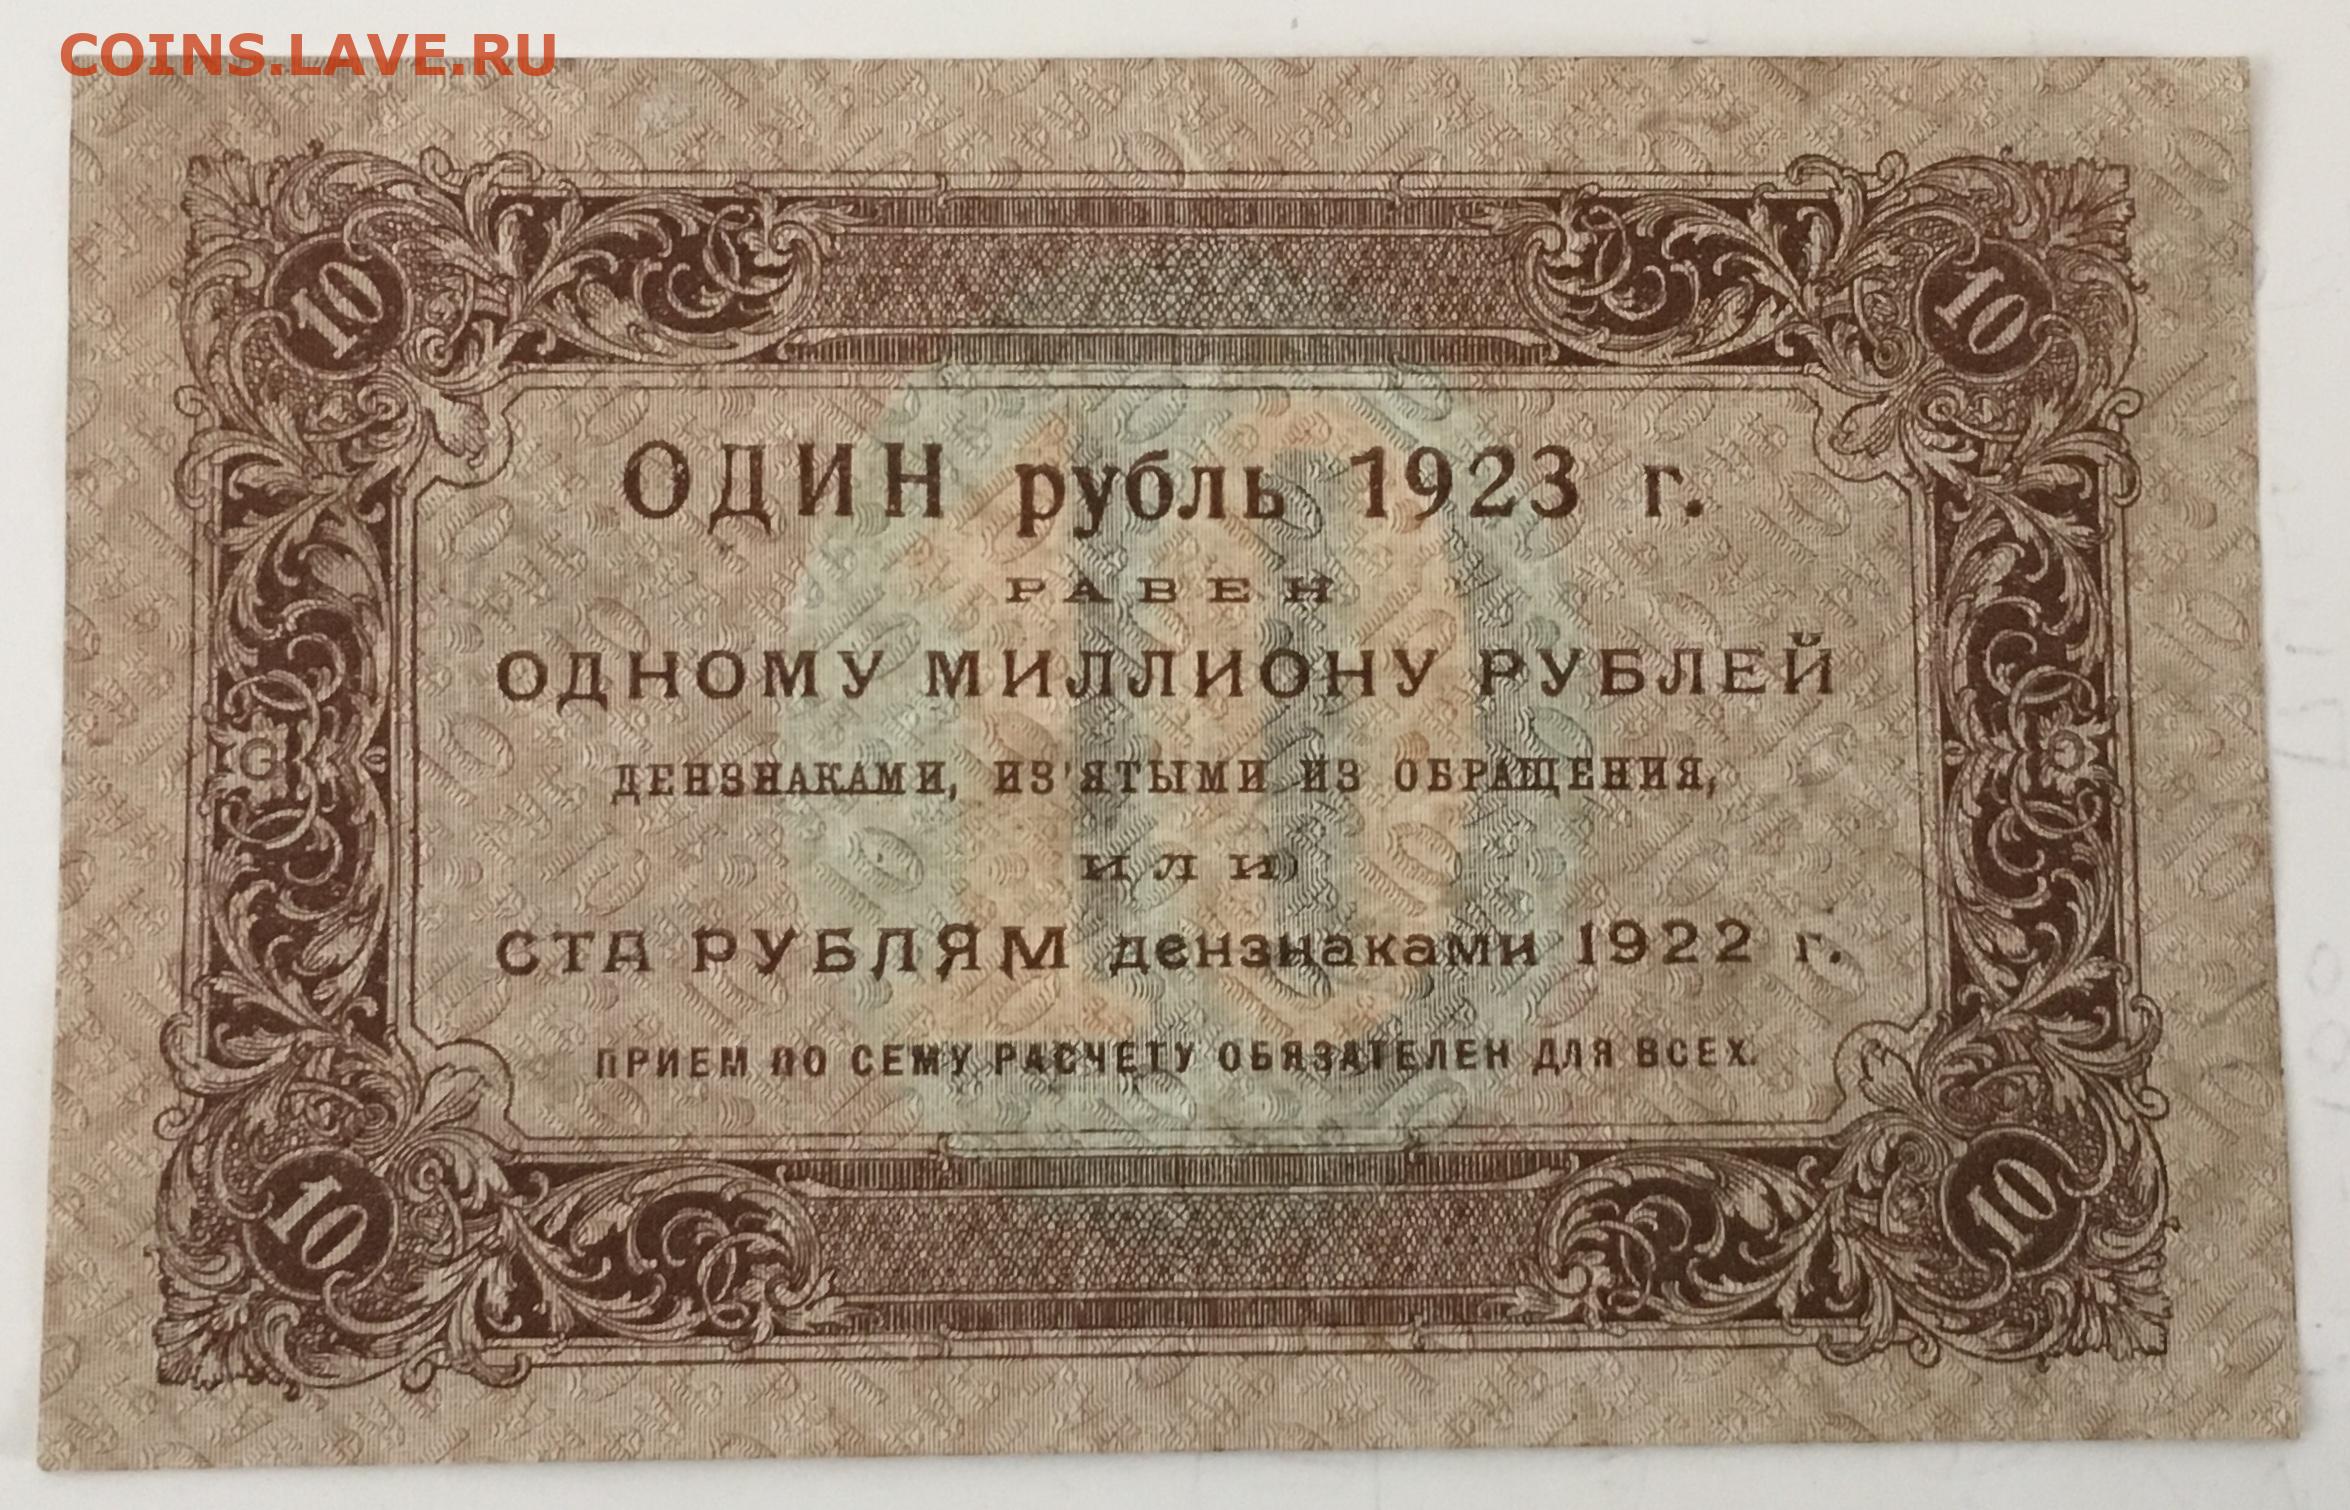 COINS.LAVE.RU
10 10
ОДИН рубль 1923 г.
РАВЕН
ОДНОМУ МИЛЛИОНУ РУБЛЕЙ
ДЕНЗНАКАМИ, ИЗ'ЯТЫМИ ИЗ ОБРАЩЕНИЯ,
ИЛИ
СТА РУБЛЯМ дензнаками 1922 г.
ПРИЕМ ПО СЕМУ РАСЧЕТУ ОБЯЗАТЕЛЕН ДЛЯ ВСЕХ.
10
10 10